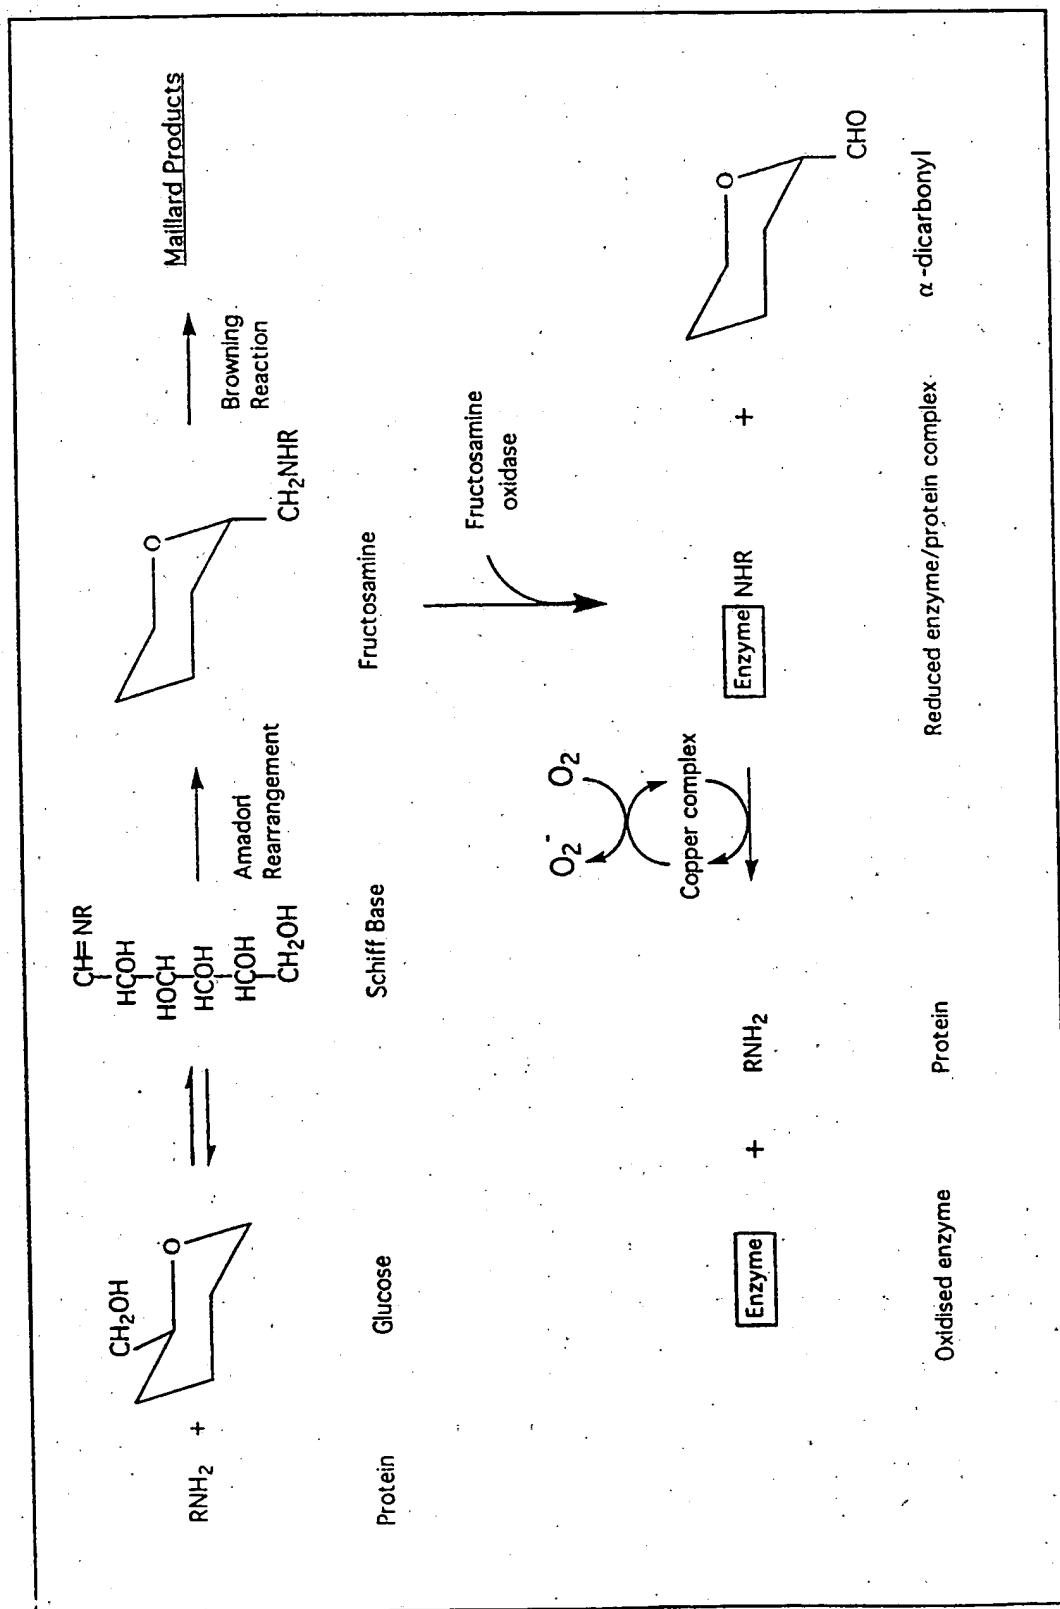 RNH₂ +
CH₂OH
O
CH=NR
HCOH
HOCH
HCOH
HCOH
CH₂OH
Amadori
Rearrangement
O
CH₂NHR
Browning
Reaction
Maillard Products
Protein
Glucose
Schiff Base
Fructosamine
Fructosamine
oxidase
O₂⁻
O₂
Copper complex
Enzyme
+
RNH₂
Enzyme NHR
+
O
CHO
Oxidised enzyme
Protein
Reduced enzyme/protein complex
α-dicarbonyl